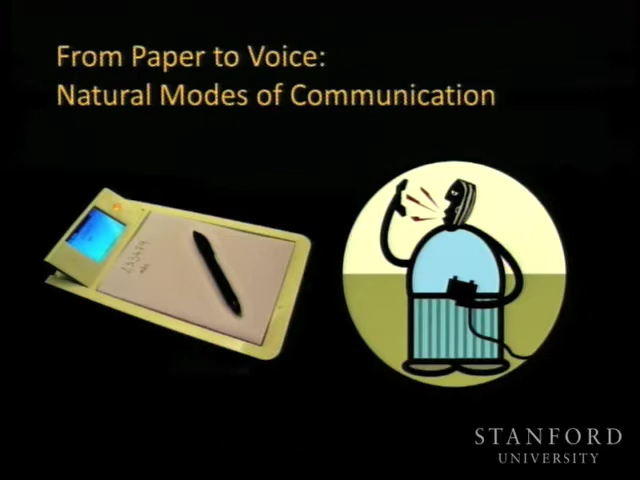 From Paper to Voice:
Natural Modes of Communication
STANFORD
UNIVERSITY